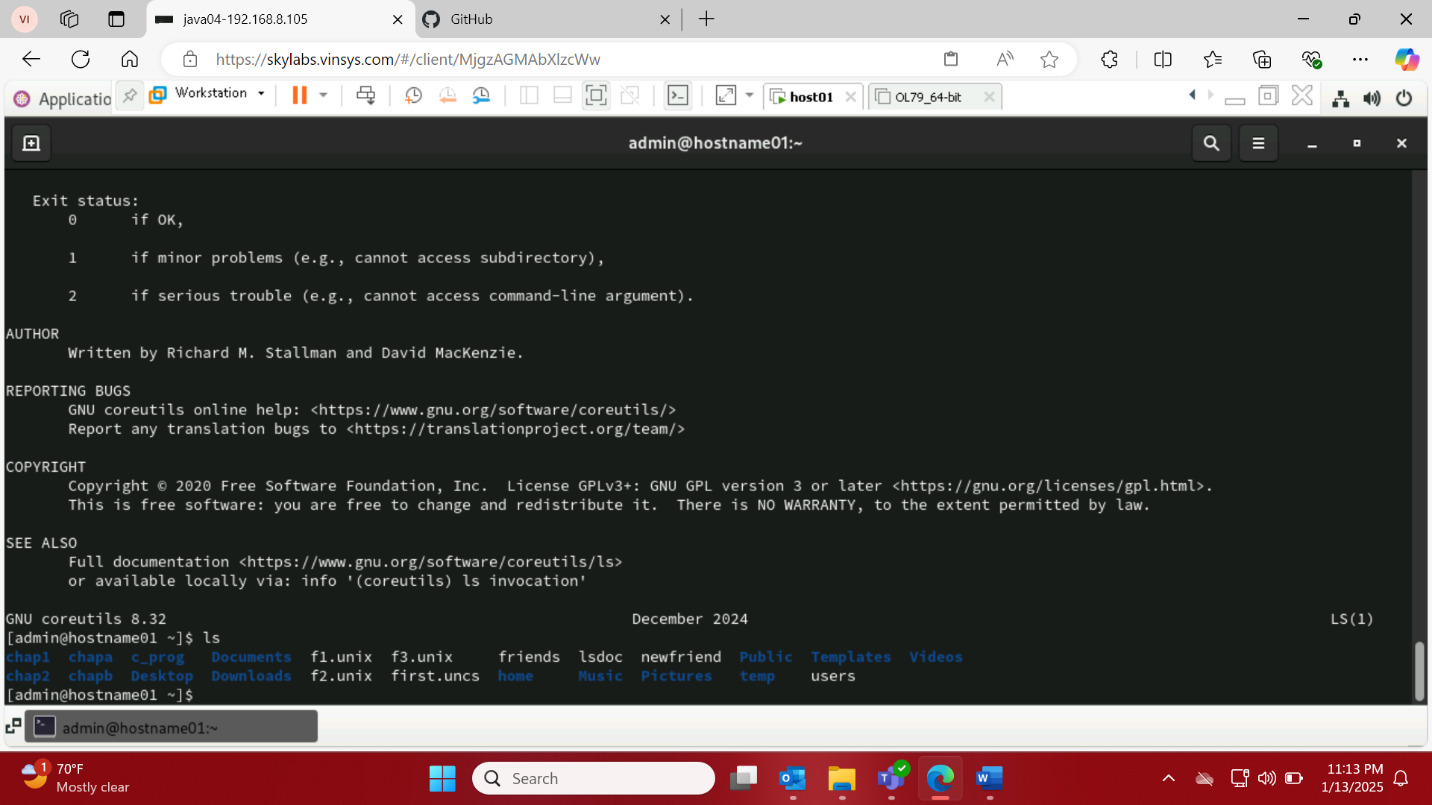 VI
java04-192.168.8.105
GitHub
https://skylabs.vinsys.com/#/client/MjgzAGMAbXlzcWw
Applicatio
Workstation
host01
OL79_64-bit
admin@hostname01:~
Exit status:
0 if OK,
1 if minor problems (e.g., cannot access subdirectory),
2 if serious trouble (e.g., cannot access command-line argument).
AUTHOR
Written by Richard M. Stallman and David MacKenzie.
REPORTING BUGS
GNU coreutils online help: <https://www.gnu.org/software/coreutils/>
Report any translation bugs to <https://translationproject.org/team/>
COPYRIGHT
Copyright © 2020 Free Software Foundation, Inc. License GPLv3+: GNU GPL version 3 or later <https://gnu.org/licenses/gpl.html>.
This is free software: you are free to change and redistribute it. There is NO WARRANTY, to the extent permitted by law.
SEE ALSO
Full documentation <https://www.gnu.org/software/coreutils/ls>
or available locally via: info '(coreutils) ls invocation'
GNU coreutils 8.32 December 2024 LS(1)
[admin@hostname01 ~]$ ls
chap1 chapa c_prog Documents f1.unix f3.unix friends lsdoc newfriend Public Templates Videos
chap2 chapb Desktop Downloads f2.unix first.uncs home Music Pictures temp users
[admin@hostname01 ~]$
admin@hostname01:~
1
70°F
Mostly clear
Search
11:13 PM
1/13/2025